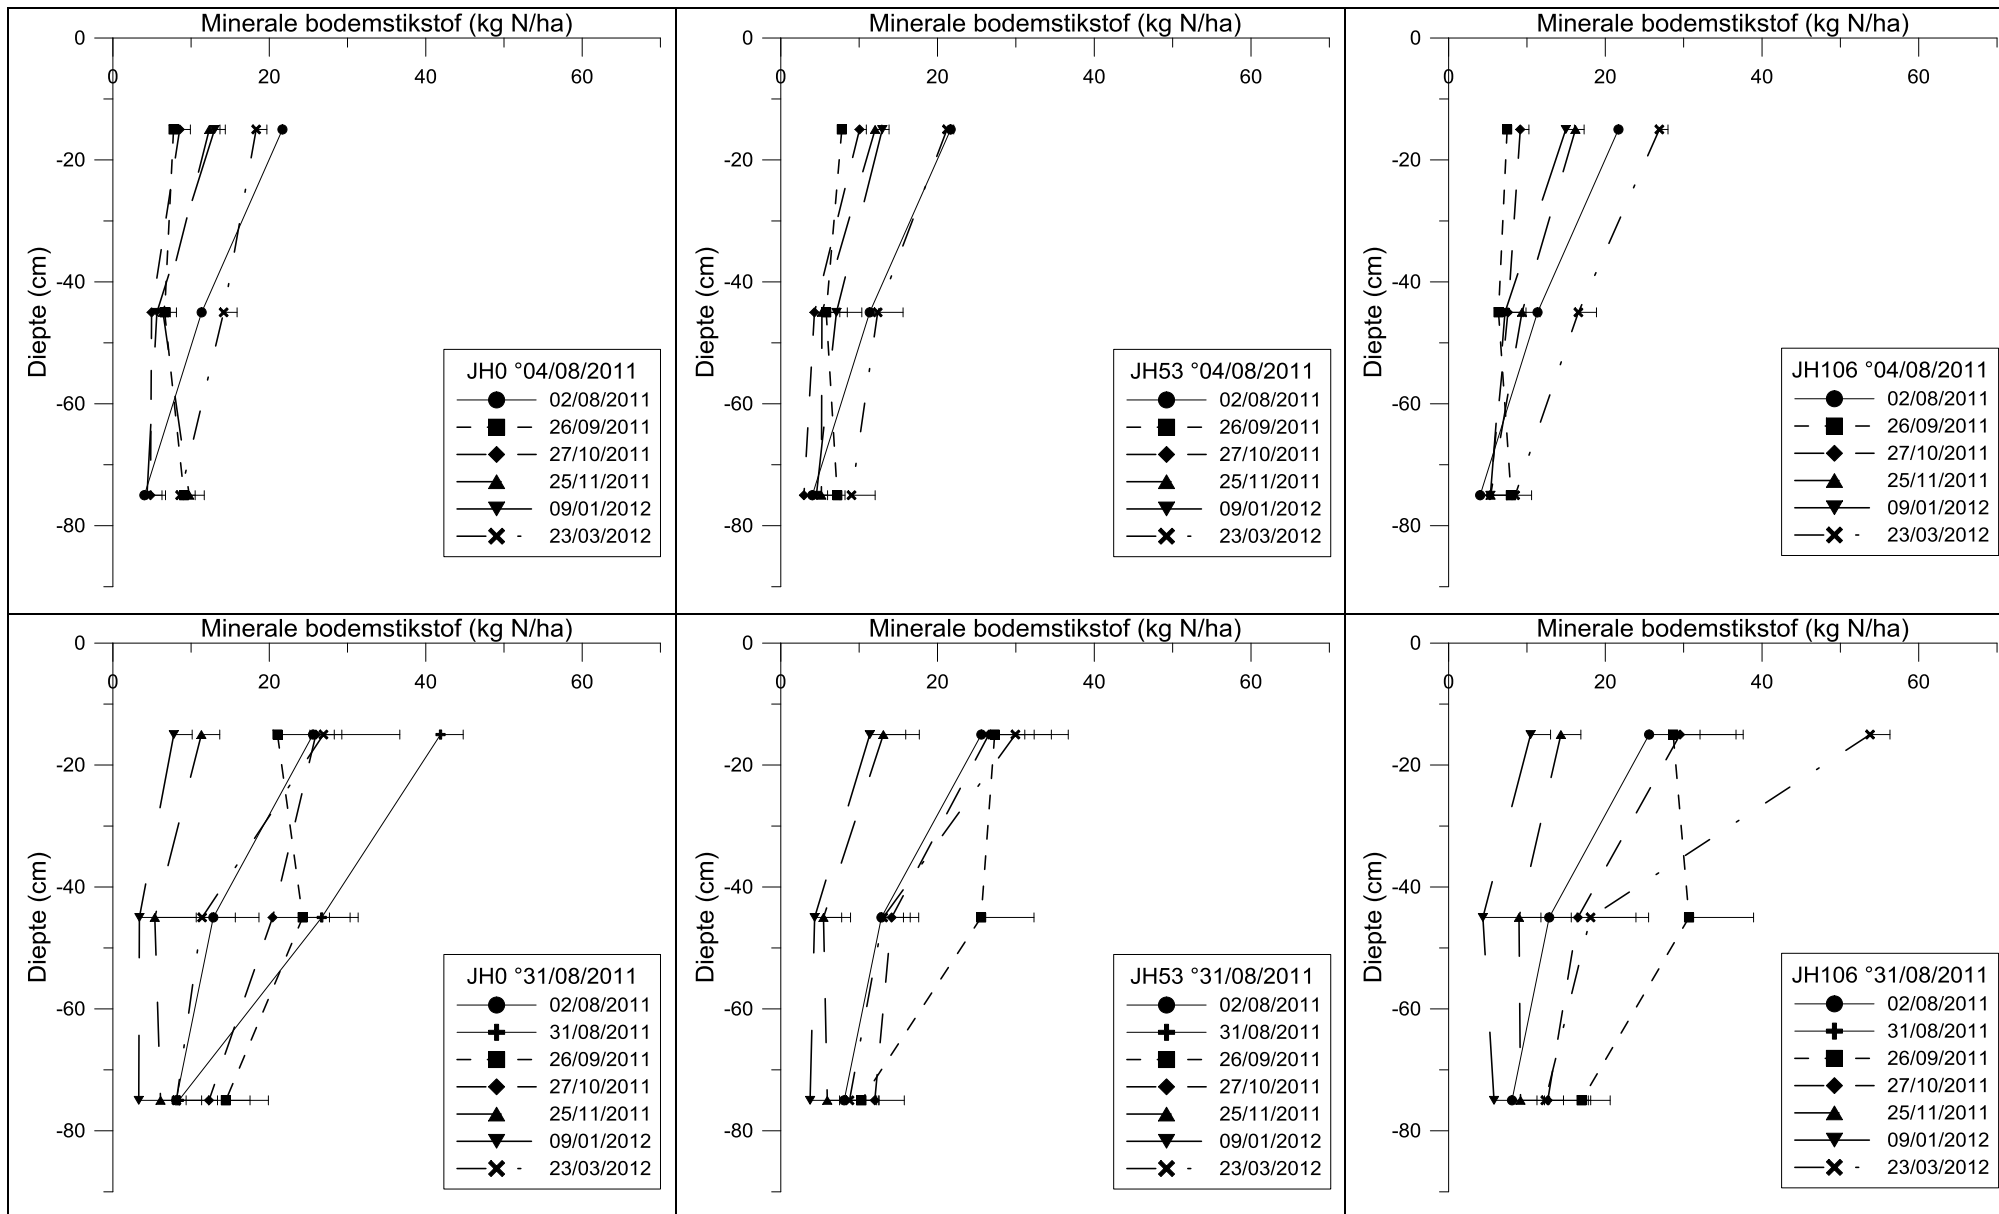 Minerale bodemstikstof (kg N/ha)
0 20 40 60
0
-20
-40
-60
-80
Diepte (cm)
JH0 °04/08/2011
02/08/2011
26/09/2011
27/10/2011
25/11/2011
09/01/2012
23/03/2012
Minerale bodemstikstof (kg N/ha)
0 20 40 60
0
-20
-40
-60
-80
Diepte (cm)
JH53 °04/08/2011
02/08/2011
26/09/2011
27/10/2011
25/11/2011
09/01/2012
23/03/2012
Minerale bodemstikstof (kg N/ha)
0 20 40 60
0
-20
-40
-60
-80
Diepte (cm)
JH106 °04/08/2011
02/08/2011
26/09/2011
27/10/2011
25/11/2011
09/01/2012
23/03/2012
Minerale bodemstikstof (kg N/ha)
0 20 40 60
0
-20
-40
-60
-80
Diepte (cm)
JH0 °31/08/2011
02/08/2011
31/08/2011
26/09/2011
27/10/2011
25/11/2011
09/01/2012
23/03/2012
Minerale bodemstikstof (kg N/ha)
0 20 40 60
0
-20
-40
-60
-80
Diepte (cm)
JH53 °31/08/2011
02/08/2011
31/08/2011
26/09/2011
27/10/2011
25/11/2011
09/01/2012
23/03/2012
Minerale bodemstikstof (kg N/ha)
0 20 40 60
0
-20
-40
-60
-80
Diepte (cm)
JH106 °31/08/2011
02/08/2011
31/08/2011
26/09/2011
27/10/2011
25/11/2011
09/01/2012
23/03/2012